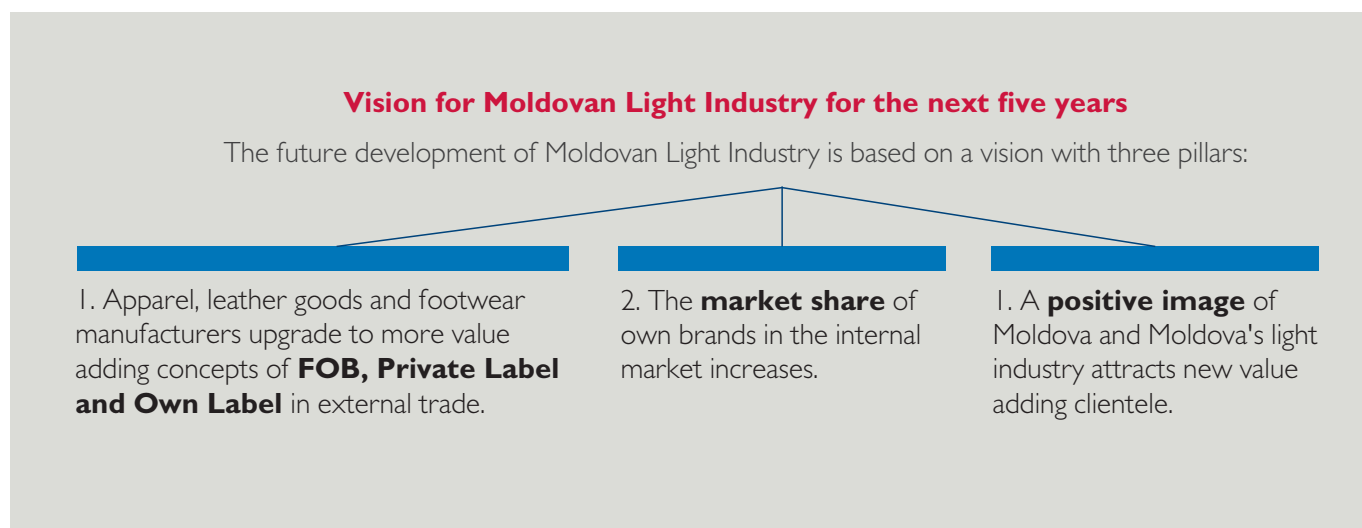 Vision for Moldovan Light Industry for the next five years
The future development of Moldovan Light Industry is based on a vision with three pillars:
1. Apparel, leather goods and footwear
manufacturers upgrade to more value
adding concepts of FOB, Private Label
and Own Label in external trade.
2. The market share of
own brands in the internal
market increases.
1. A positive image of
Moldova and Moldova's light
industry attracts new value
adding clientele.